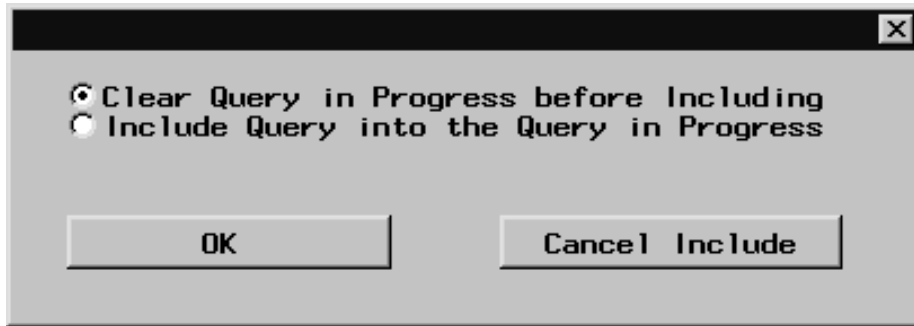 Clear Query in Progress before Including
Include Query into the Query in Progress
OK
Cancel Include